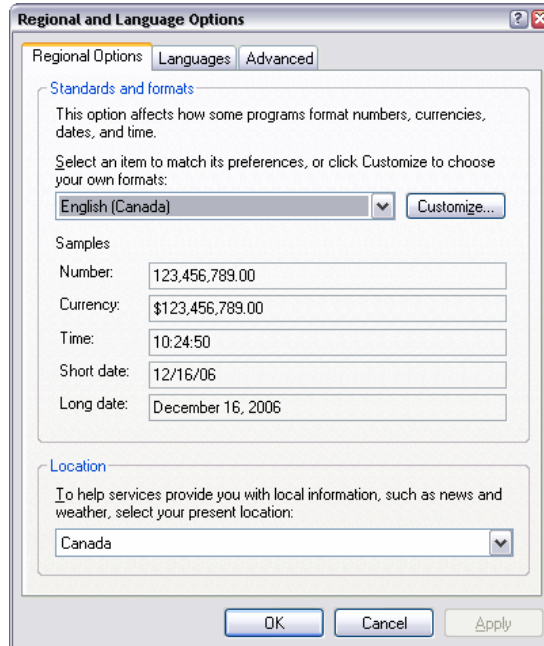 Regional and Language Options
Regional Options Languages Advanced
Standards and formats
This option affects how some programs format numbers, currencies,
dates, and time.
Select an item to match its preferences, or click Customize to choose
your own formats:
English (Canada) Customize...
Samples
Number: 123,456,789.00
Currency: $123,456,789.00
Time: 10:24:50
Short date: 12/16/06
Long date: December 16, 2006
Location
To help services provide you with local information, such as news and
weather, select your present location:
Canada
OK Cancel Apply